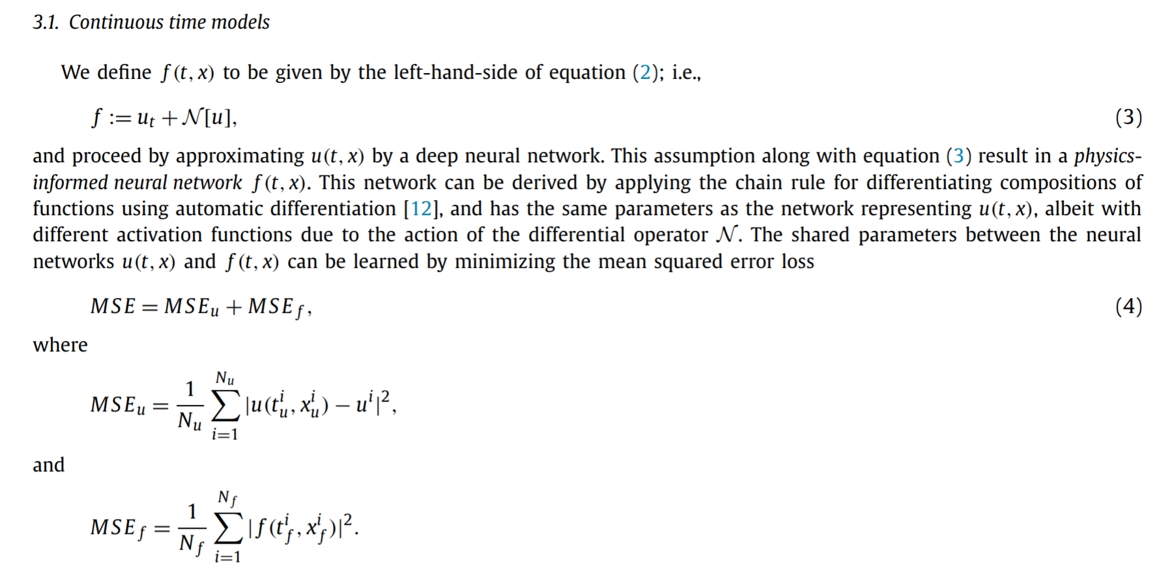 3.1. Continuous time models
We define f(t, x) to be given by the left-hand-side of equation (2); i.e.,
f := u_t + 𝒩[u], (3)
and proceed by approximating u(t, x) by a deep neural network. This assumption along with equation (3) result in a physics-
informed neural network f(t, x). This network can be derived by applying the chain rule for differentiating compositions of
functions using automatic differentiation [12], and has the same parameters as the network representing u(t, x), albeit with
different activation functions due to the action of the differential operator 𝒩. The shared parameters between the neural
networks u(t, x) and f(t, x) can be learned by minimizing the mean squared error loss
MSE = MSE_u + MSE_f, (4)
where
MSE_u = \frac{1}{N_u} \sum_{i=1}^{N_u} |u(t_u^i, x_u^i) − u^i|^2,
and
MSE_f = \frac{1}{N_f} \sum_{i=1}^{N_f} |f(t_f^i, x_f^i)|^2.